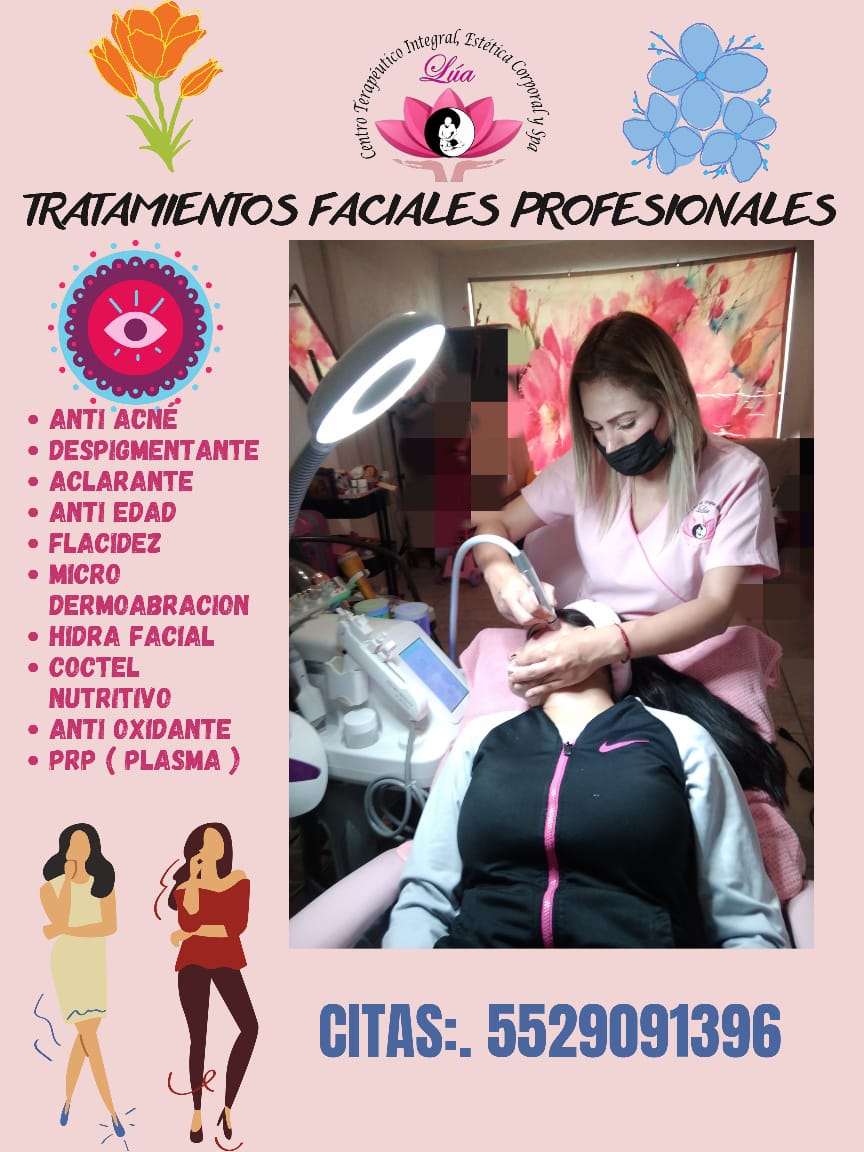 Centro Terapéutico Integral, Estética Corporal y Spa
Lúa
TRATAMIENTOS FACIALES PROFESIONALES
• ANTI ACNÉ
• DESPIGMENTANTE
• ACLARANTE
• ANTI EDAD
• FLACIDEZ
• MICRO
DERMOABRACION
• HIDRA FACIAL
• COCTEL
NUTRITIVO
• ANTI OXIDANTE
• PRP ( PLASMA )
Lúa
CITAS:. 5529091396